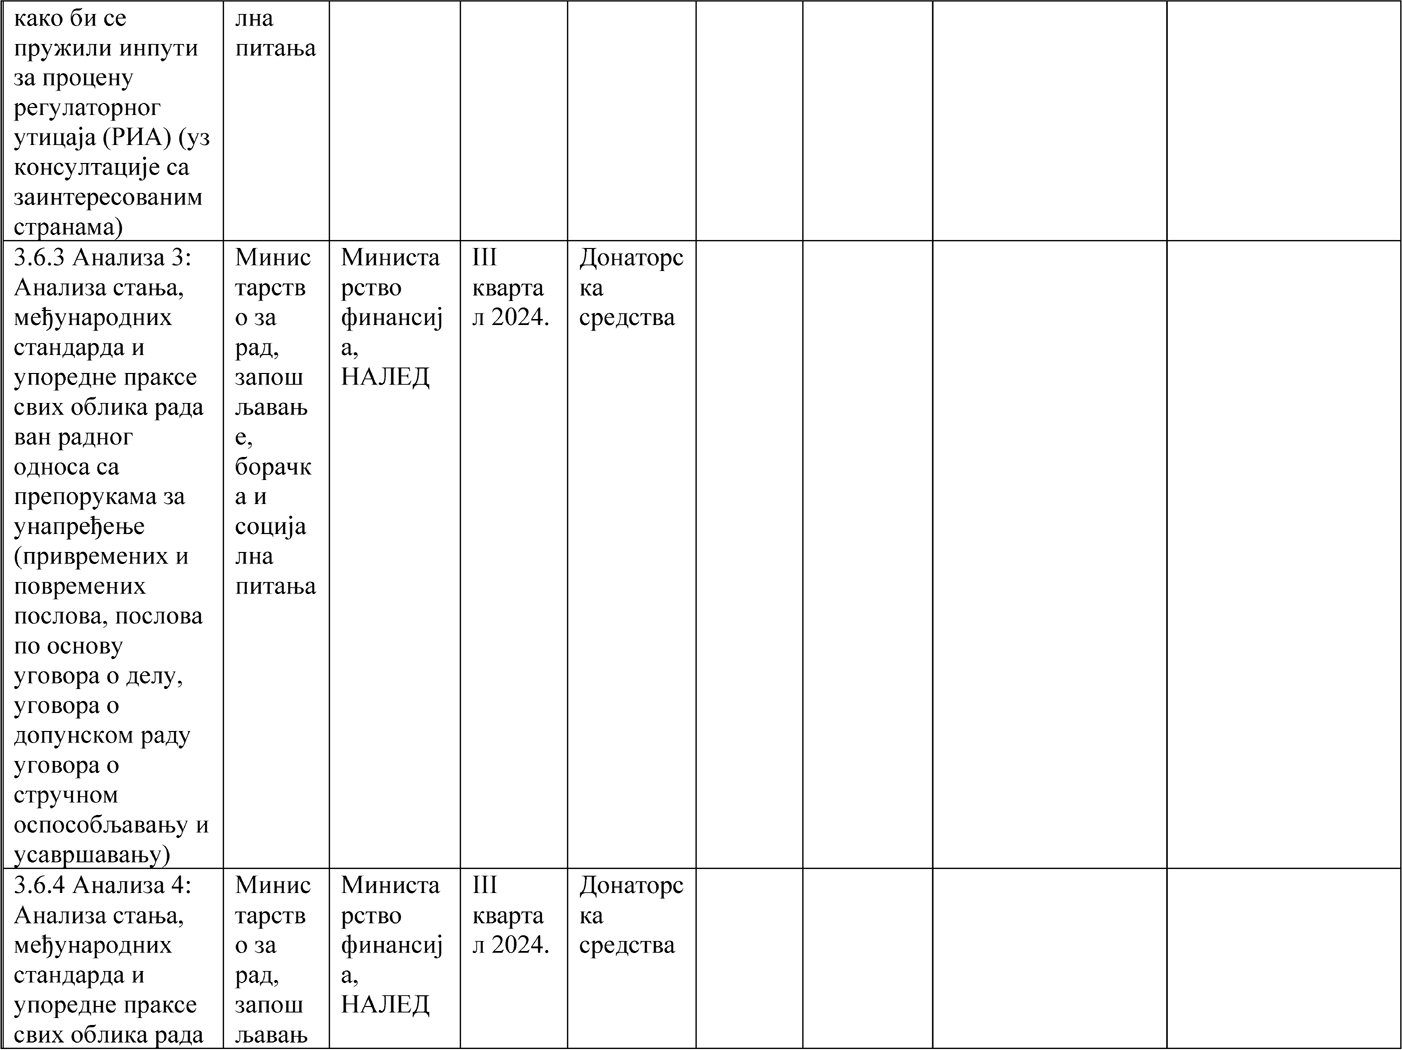 како би се
пружили инпути
за процену
регулаторног
утицаја (РИА) (уз
консултације са
заинтересованим
странама)
лна
питања
3.6.3 Анализа 3:
Анализа стања,
међународних
стандарда и
упоредне праксе
свих облика рада
ван радног
односа са
препорукама за
унапређење
(привремених и
повремених
послова, послова
по основу
уговора о делу,
уговора о
допунском раду
уговора о
стручном
оспособљавању и
усавршавању)
Минис
тарств
о за
рад,
запош
љавањ
е,
борачк
а и
соција
лна
питања
Министа
рство
финансиј
а,
НАЛЕД
III
кварта
л 2024.
Донаторс
ка
средства
3.6.4 Анализа 4:
Анализа стања,
међународних
стандарда и
упоредне праксе
свих облика рада
Минис
тарств
о за
рад,
запош
љавањ
Министа
рство
финансиј
а,
НАЛЕД
III
кварта
л 2024.
Донаторс
ка
средства